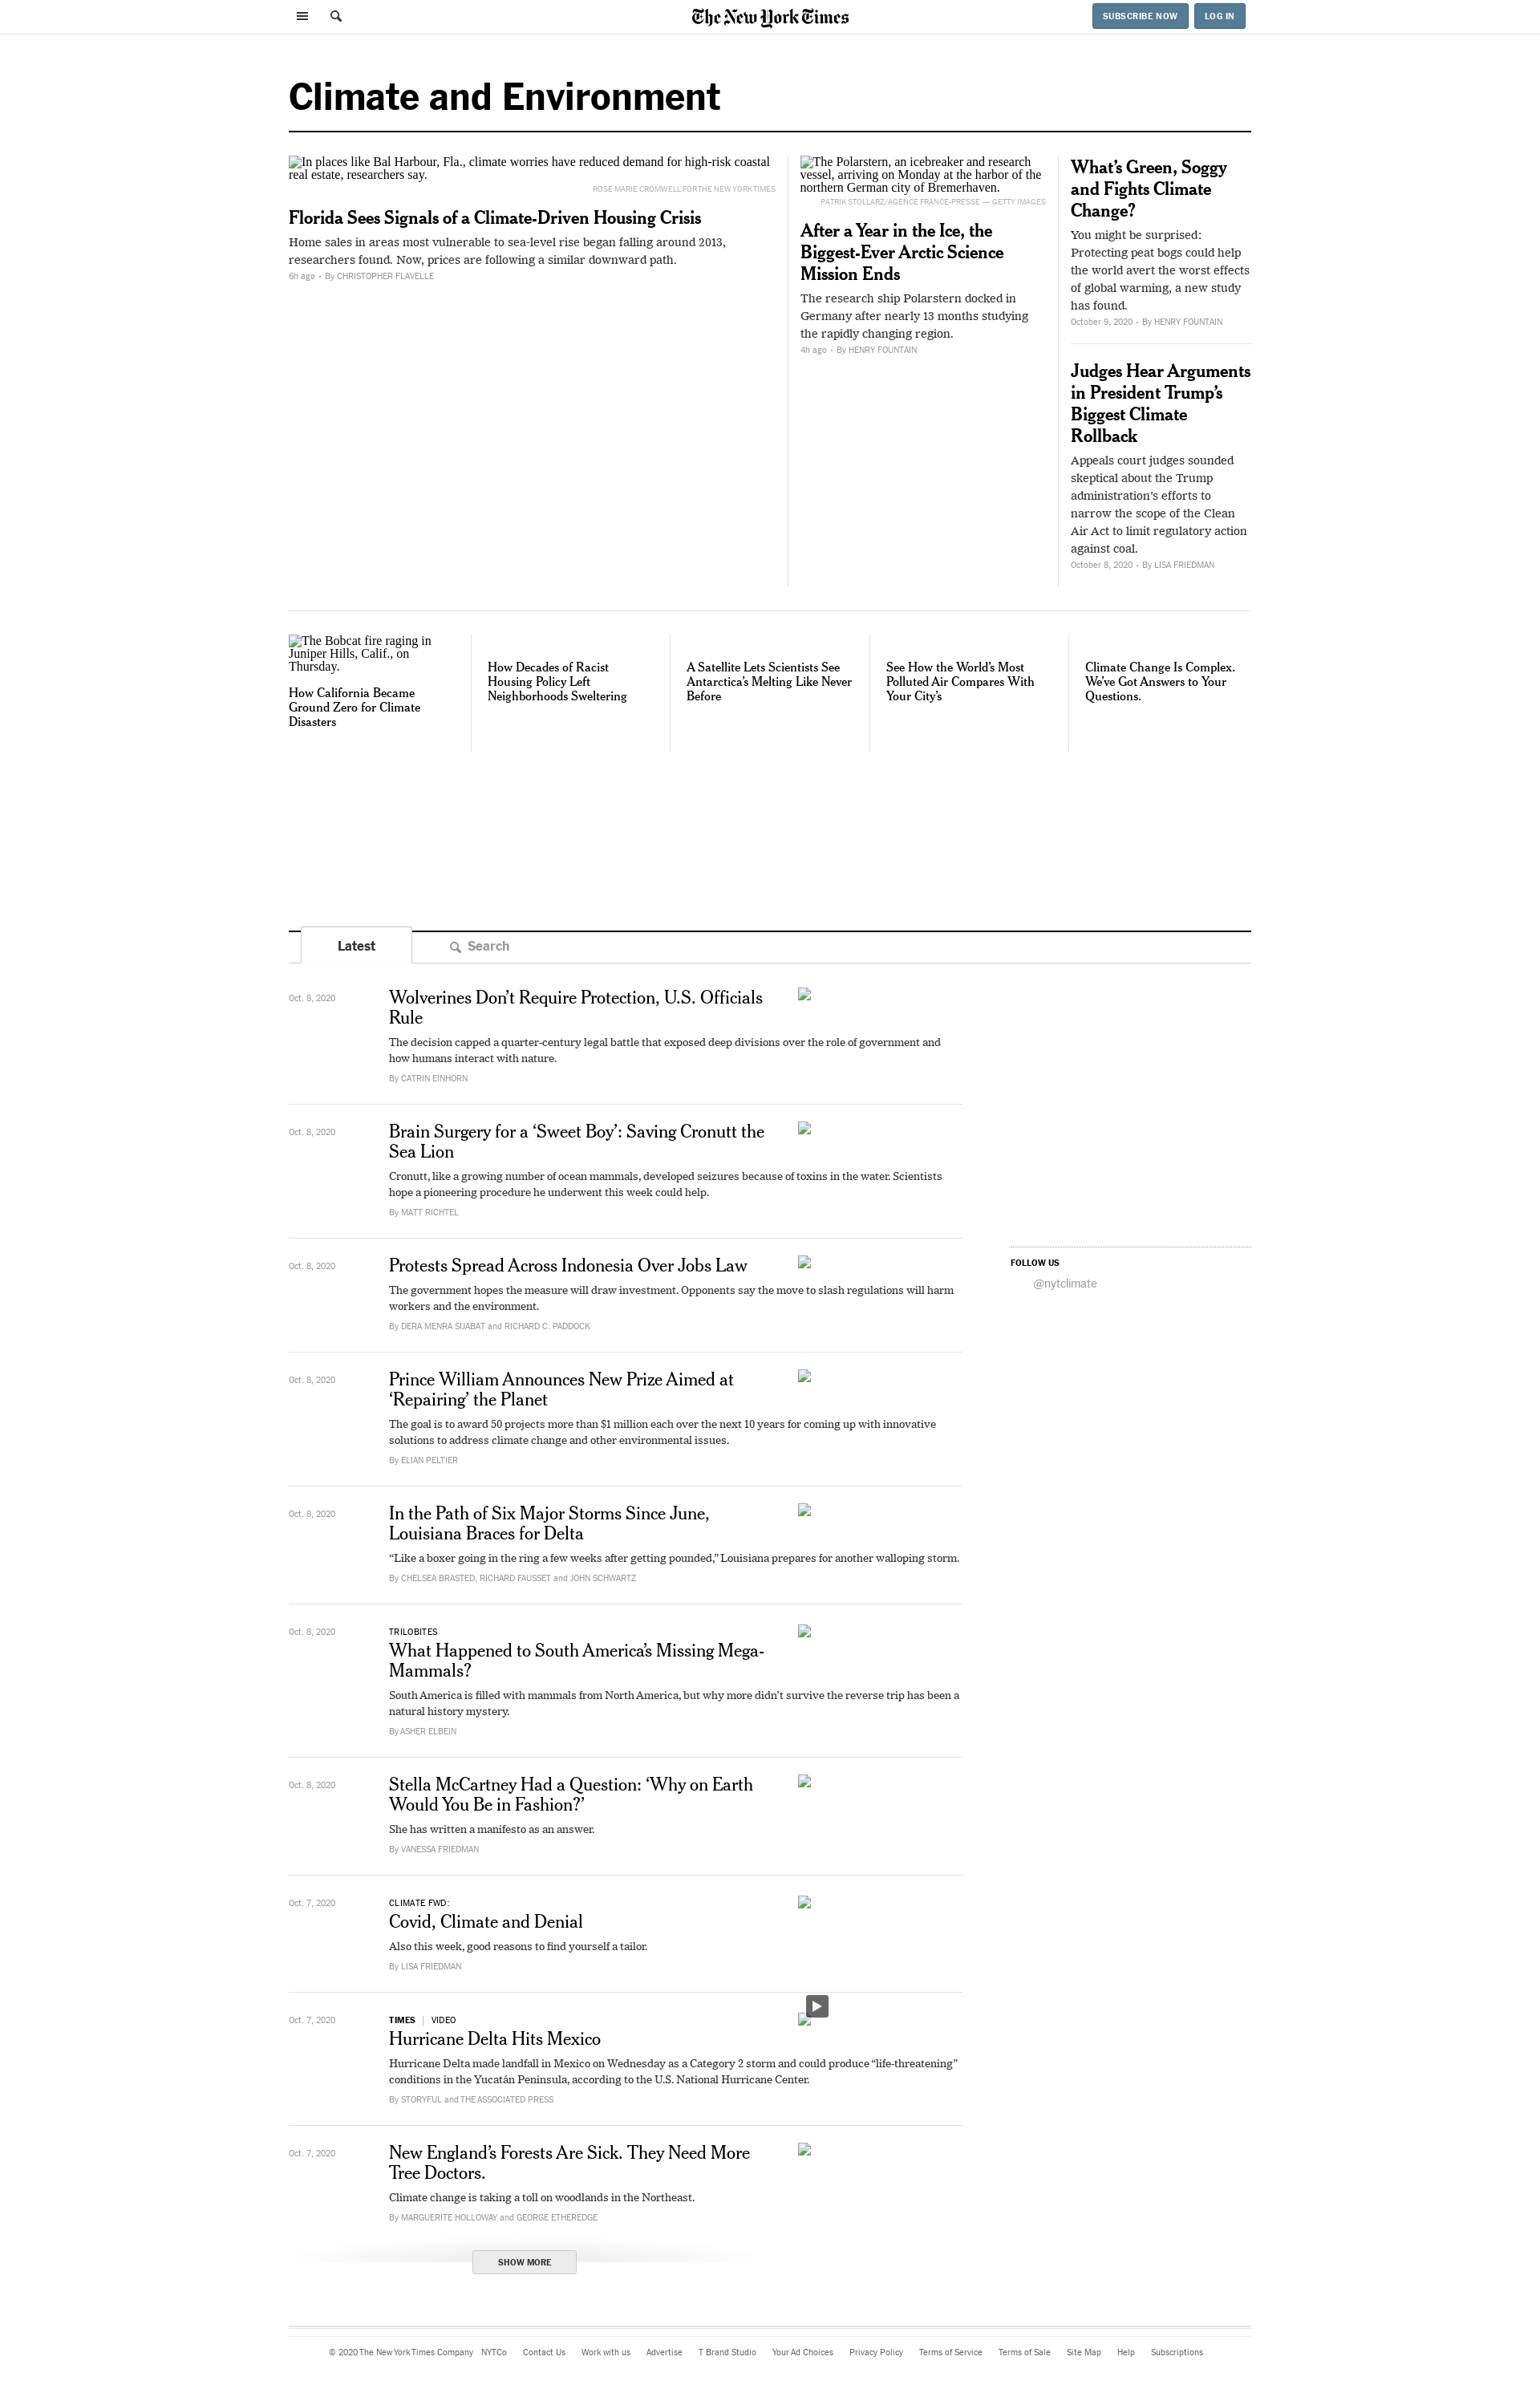 The New York Times
SUBSCRIBE NOW
LOG IN
Climate and Environment
In places like Bal Harbour, Fla., climate worries have reduced demand for high-risk coastal
real estate, researchers say.
ROSE MARIE CROMWELL FOR THE NEW YORK TIMES
Florida Sees Signals of a Climate-Driven Housing Crisis
Home sales in areas most vulnerable to sea-level rise began falling around 2013,
researchers found. Now, prices are following a similar downward path.
6h ago • By CHRISTOPHER FLAVELLE
The Polarstern, an icebreaker and research
vessel, arriving on Monday at the harbor of the
northern German city of Bremerhaven.
PATRIK STOLLARZ/AGENCE FRANCE-PRESSE — GETTY IMAGES
After a Year in the Ice, the
Biggest-Ever Arctic Science
Mission Ends
The research ship Polarstern docked in
Germany after nearly 13 months studying
the rapidly changing region.
4h ago • By HENRY FOUNTAIN
What’s Green, Soggy
and Fights Climate
Change?
You might be surprised:
Protecting peat bogs could help
the world avert the worst effects
of global warming, a new study
has found.
October 9, 2020 • By HENRY FOUNTAIN
Judges Hear Arguments
in President Trump’s
Biggest Climate
Rollback
Appeals court judges sounded
skeptical about the Trump
administration's efforts to
narrow the scope of the Clean
Air Act to limit regulatory action
against coal.
October 8, 2020 • By LISA FRIEDMAN
The Bobcat fire raging in
Juniper Hills, Calif., on
Thursday.
How California Became
Ground Zero for Climate
Disasters
How Decades of Racist
Housing Policy Left
Neighborhoods Sweltering
A Satellite Lets Scientists See
Antarctica’s Melting Like Never
Before
See How the World’s Most
Polluted Air Compares With
Your City’s
Climate Change Is Complex.
We’ve Got Answers to Your
Questions.
Latest
Search
Oct. 8, 2020
Wolverines Don’t Require Protection, U.S. Officials
Rule
The decision capped a quarter-century legal battle that exposed deep divisions over the role of government and
how humans interact with nature.
By CATRIN EINHORN
Oct. 8, 2020
Brain Surgery for a ‘Sweet Boy’: Saving Cronutt the
Sea Lion
Cronutt, like a growing number of ocean mammals, developed seizures because of toxins in the water. Scientists
hope a pioneering procedure he underwent this week could help.
By MATT RICHTEL
FOLLOW US
@nytclimate
Oct. 8, 2020
Protests Spread Across Indonesia Over Jobs Law
The government hopes the measure will draw investment. Opponents say the move to slash regulations will harm
workers and the environment.
By DERA MENRA SIJABAT and RICHARD C. PADDOCK
Oct. 8, 2020
Prince William Announces New Prize Aimed at
‘Repairing’ the Planet
The goal is to award 50 projects more than $1 million each over the next 10 years for coming up with innovative
solutions to address climate change and other environmental issues.
By ELIAN PELTIER
Oct. 8, 2020
In the Path of Six Major Storms Since June,
Louisiana Braces for Delta
“Like a boxer going in the ring a few weeks after getting pounded,” Louisiana prepares for another walloping storm.
By CHELSEA BRASTED, RICHARD FAUSSET and JOHN SCHWARTZ
Oct. 8, 2020
TRILOBITES
What Happened to South America’s Missing Mega-
Mammals?
South America is filled with mammals from North America, but why more didn’t survive the reverse trip has been a
natural history mystery.
By ASHER ELBEIN
Oct. 8, 2020
Stella McCartney Had a Question: ‘Why on Earth
Would You Be in Fashion?’
She has written a manifesto as an answer.
By VANESSA FRIEDMAN
Oct. 7, 2020
CLIMATE FWD:
Covid, Climate and Denial
Also this week, good reasons to find yourself a tailor.
By LISA FRIEDMAN
Oct. 7, 2020
TIMES | VIDEO
Hurricane Delta Hits Mexico
Hurricane Delta made landfall in Mexico on Wednesday as a Category 2 storm and could produce “life-threatening”
conditions in the Yucatán Peninsula, according to the U.S. National Hurricane Center.
By STORYFUL and THE ASSOCIATED PRESS
Oct. 7, 2020
New England’s Forests Are Sick. They Need More
Tree Doctors.
Climate change is taking a toll on woodlands in the Northeast.
By MARGUERITE HOLLOWAY and GEORGE ETHEREDGE
SHOW MORE
© 2020 The New York Times Company NYTCo Contact Us Work with us Advertise T Brand Studio Your Ad Choices Privacy Policy Terms of Service Terms of Sale Site Map Help Subscriptions